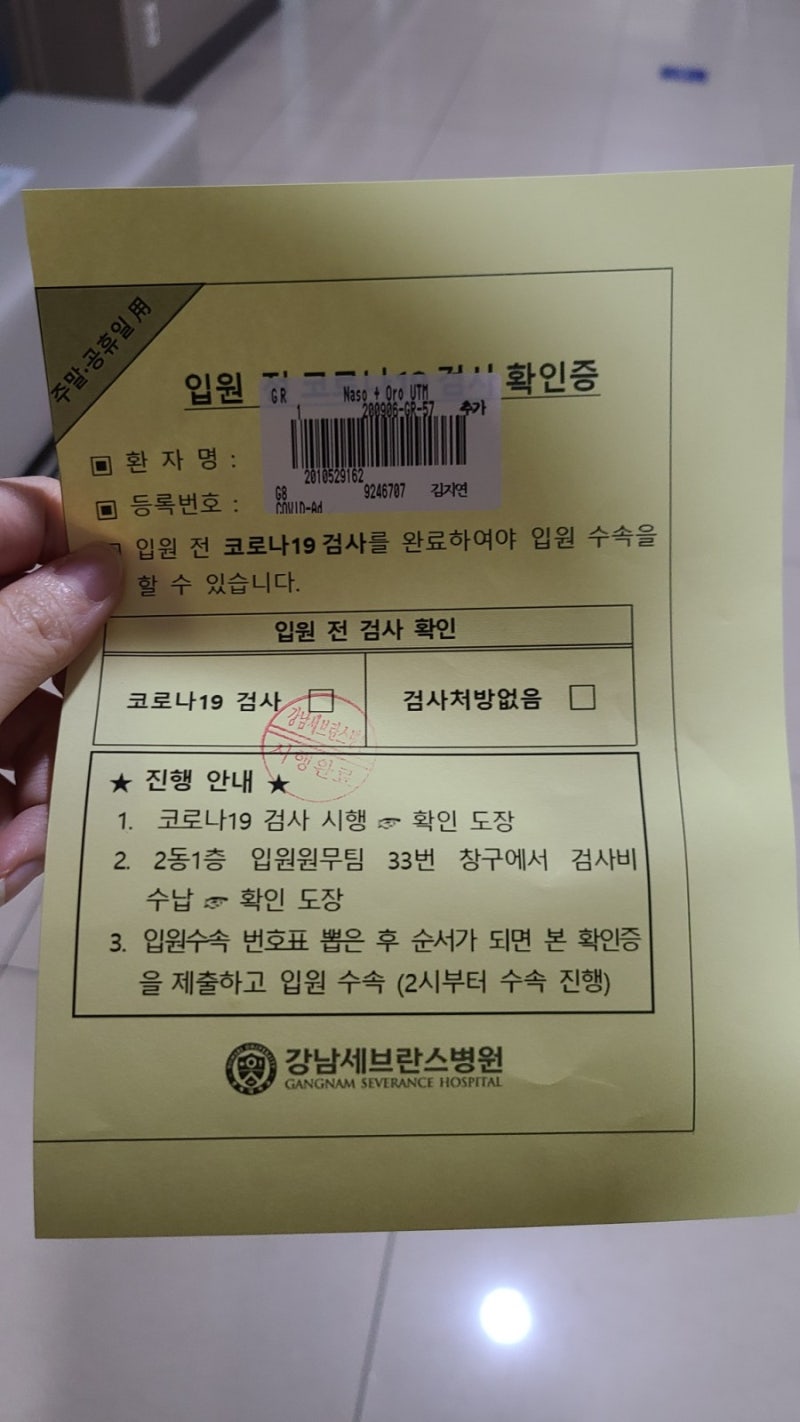 주말·공휴일 用
입원 전 코로나19 검사 확인증
GR Naso + Oro UTM
1 200906-GR-57 추가
2010529162
G8 9246707 김지연
COVID-Ad
▣ 환 자 명 :
▣ 등록번호 :
입원 전 코로나19 검사를 완료하여야 입원 수속을
할 수 있습니다.
입원 전 검사 확인
코로나19 검사 □ 검사처방없음 □
강남세브란스병원
시행완료
★ 진행 안내 ★
1. 코로나19 검사 시행 ☞ 확인 도장
2. 2동1층 입원원무팀 33번 창구에서 검사비
수납 ☞ 확인 도장
3. 입원수속 번호표 뽑은 후 순서가 되면 본 확인증
을 제출하고 입원 수속 (2시부터 수속 진행)
강남세브란스병원
GANGNAM SEVERANCE HOSPITAL